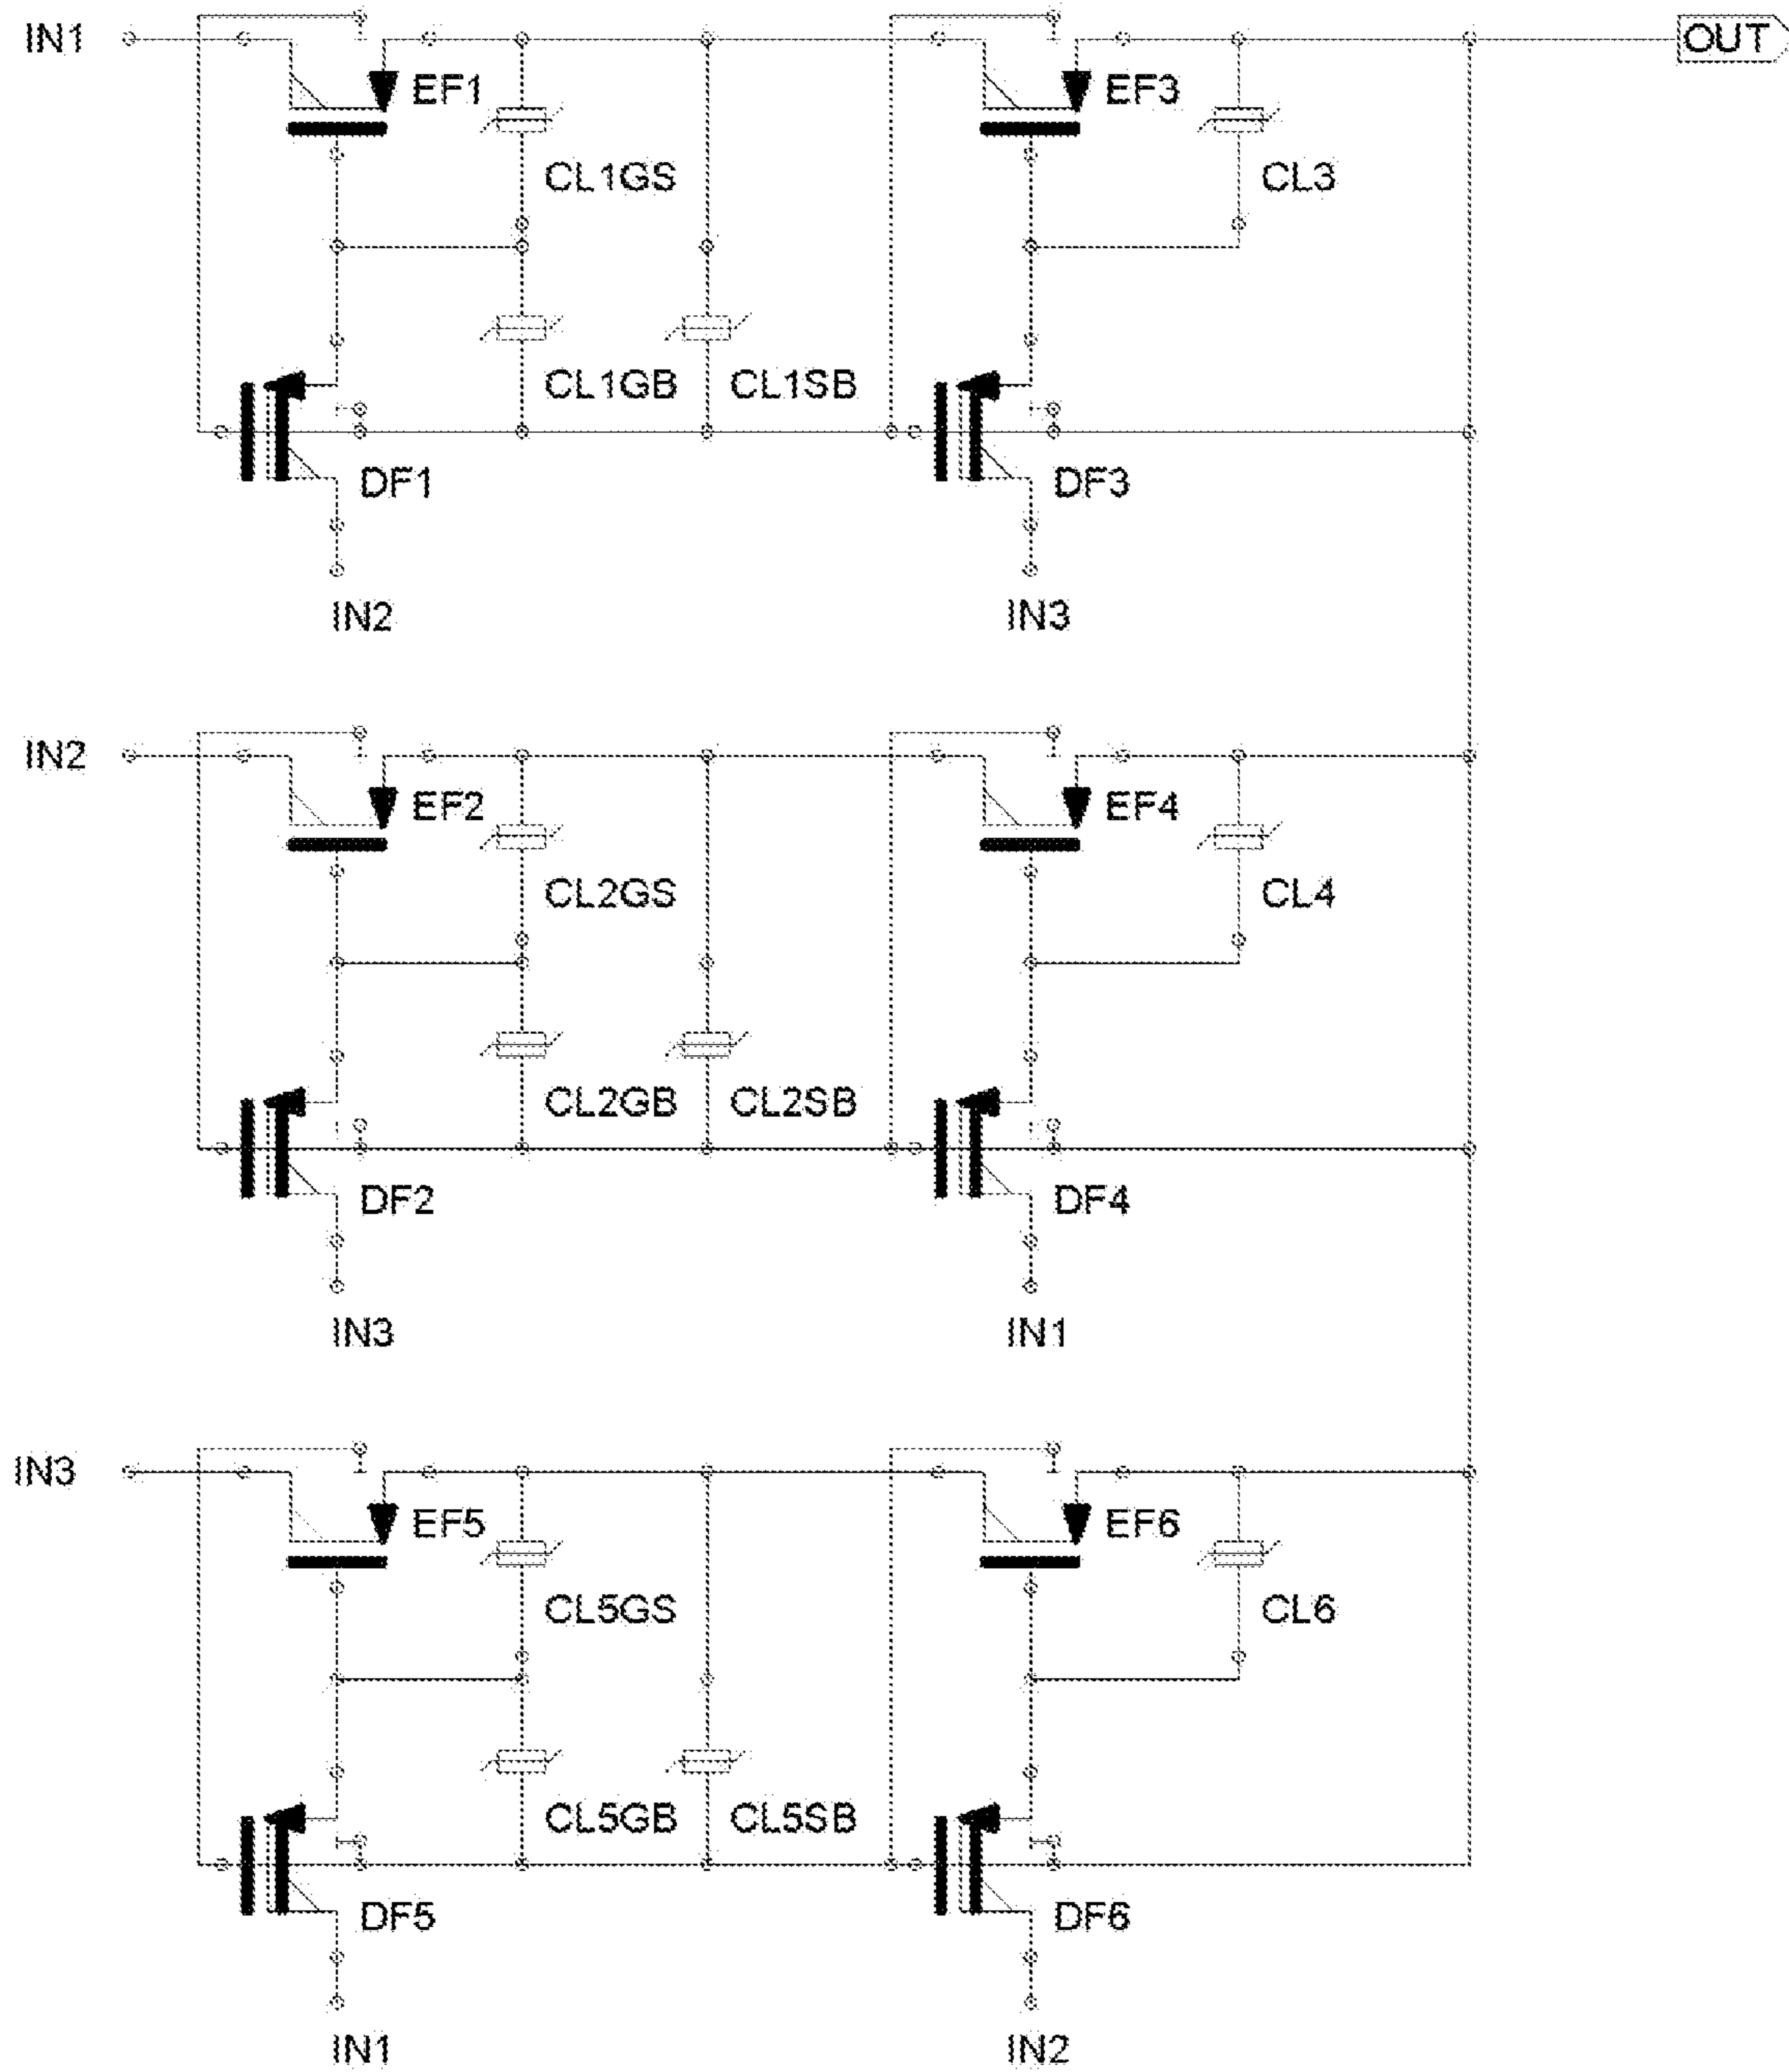 IN1
OUT
EF1
EF3
CL1GS
CL3
CL1GB
CL1SB
DF1
DF3
IN2
IN3
IN2
EF2
EF4
CL2GS
CL4
CL2GB
CL2SB
DF2
DF4
IN3
IN1
IN3
EF5
EF6
CL5GS
CL6
CL5GB
CL5SB
DF5
DF6
IN1
IN2